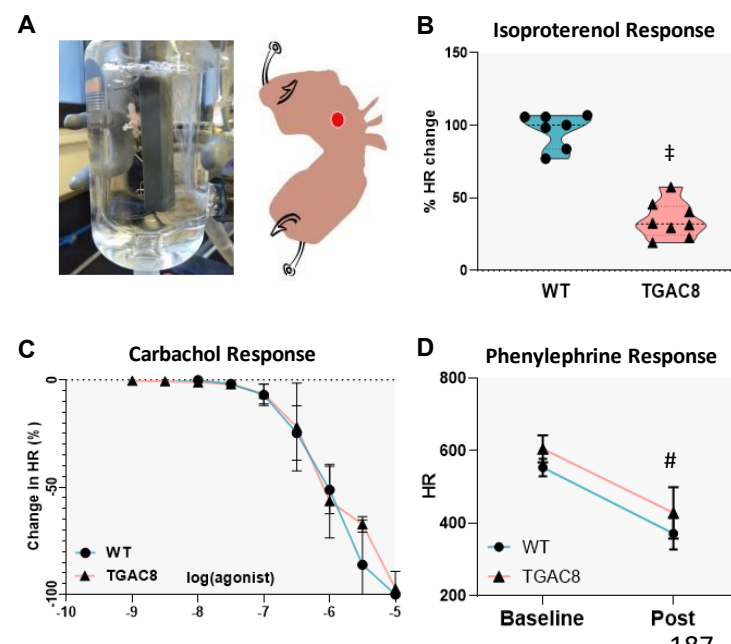 A
B
Isoproterenol Response
150
100
50
0
% HR change
‡
WT
TGAC8
C
Carbachol Response
0
-50
-100
Change in HR (%)
WT
TGAC8
log(agonist)
-10
-9
-8
-7
-6
-5
D
Phenylephrine Response
800
600
400
200
HR
#
WT
TGAC8
Baseline
Post
187